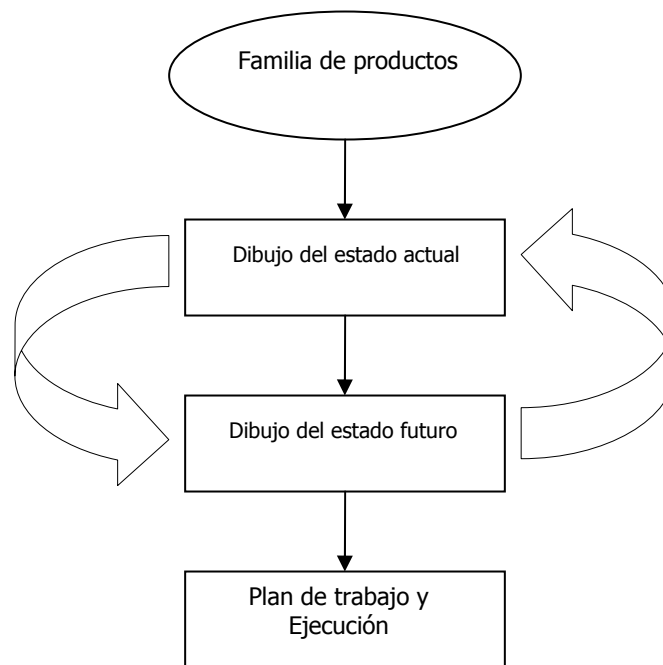 Familia de productos
Dibujo del estado actual
Dibujo del estado futuro
Plan de trabajo y
Ejecución